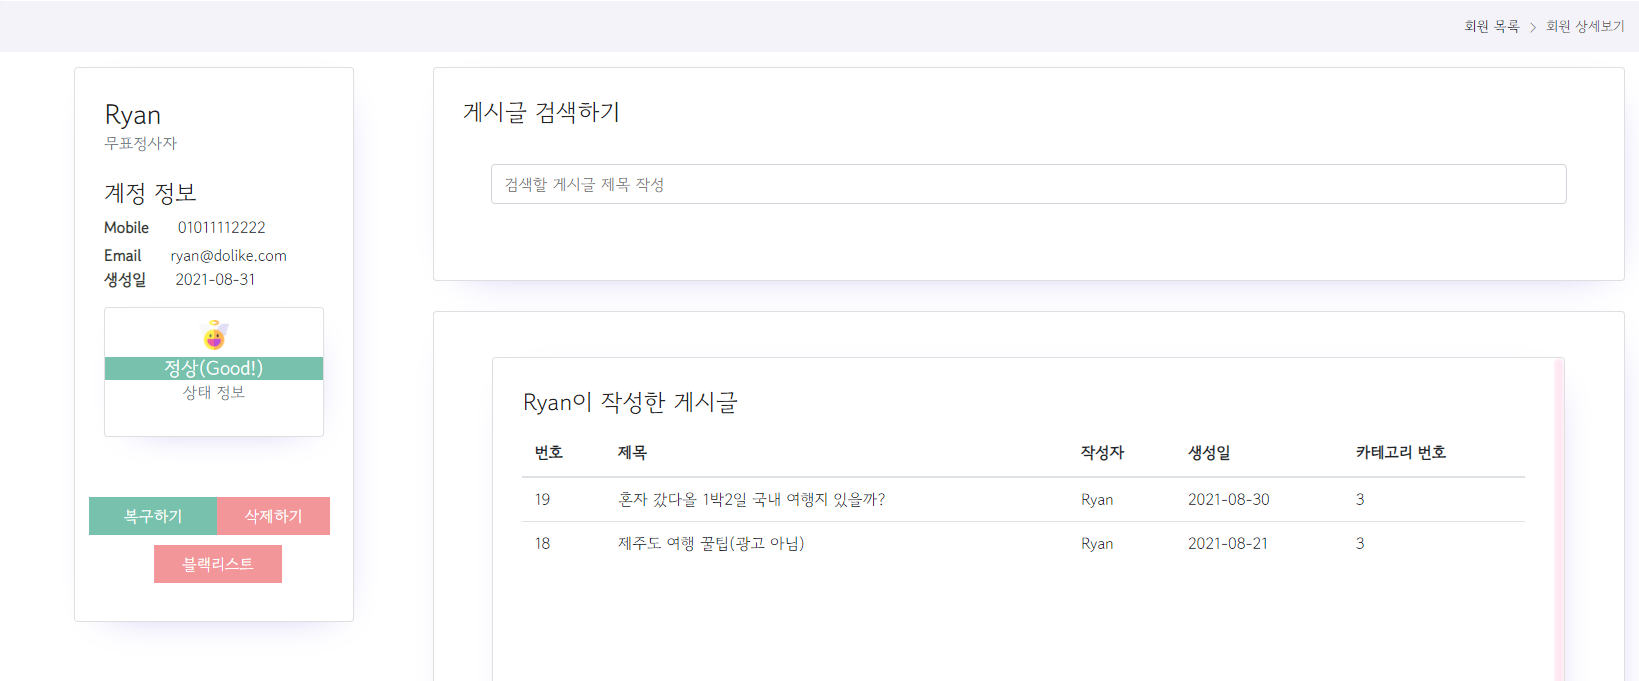 회원 목록 > 회원 상세보기
Ryan
무표정사자
계정 정보
Mobile 01011112222
Email ryan@dolike.com
생성일 2021-08-31
정상(Good!)
상태 정보
복구하기 삭제하기
블랙리스트
게시글 검색하기
검색할 게시글 제목 작성
Ryan이 작성한 게시글
번호 제목 작성자 생성일 카테고리 번호
19 혼자 갔다올 1박2일 국내 여행지 있을까? Ryan 2021-08-30 3
18 제주도 여행 꿀팁(광고 아님) Ryan 2021-08-21 3